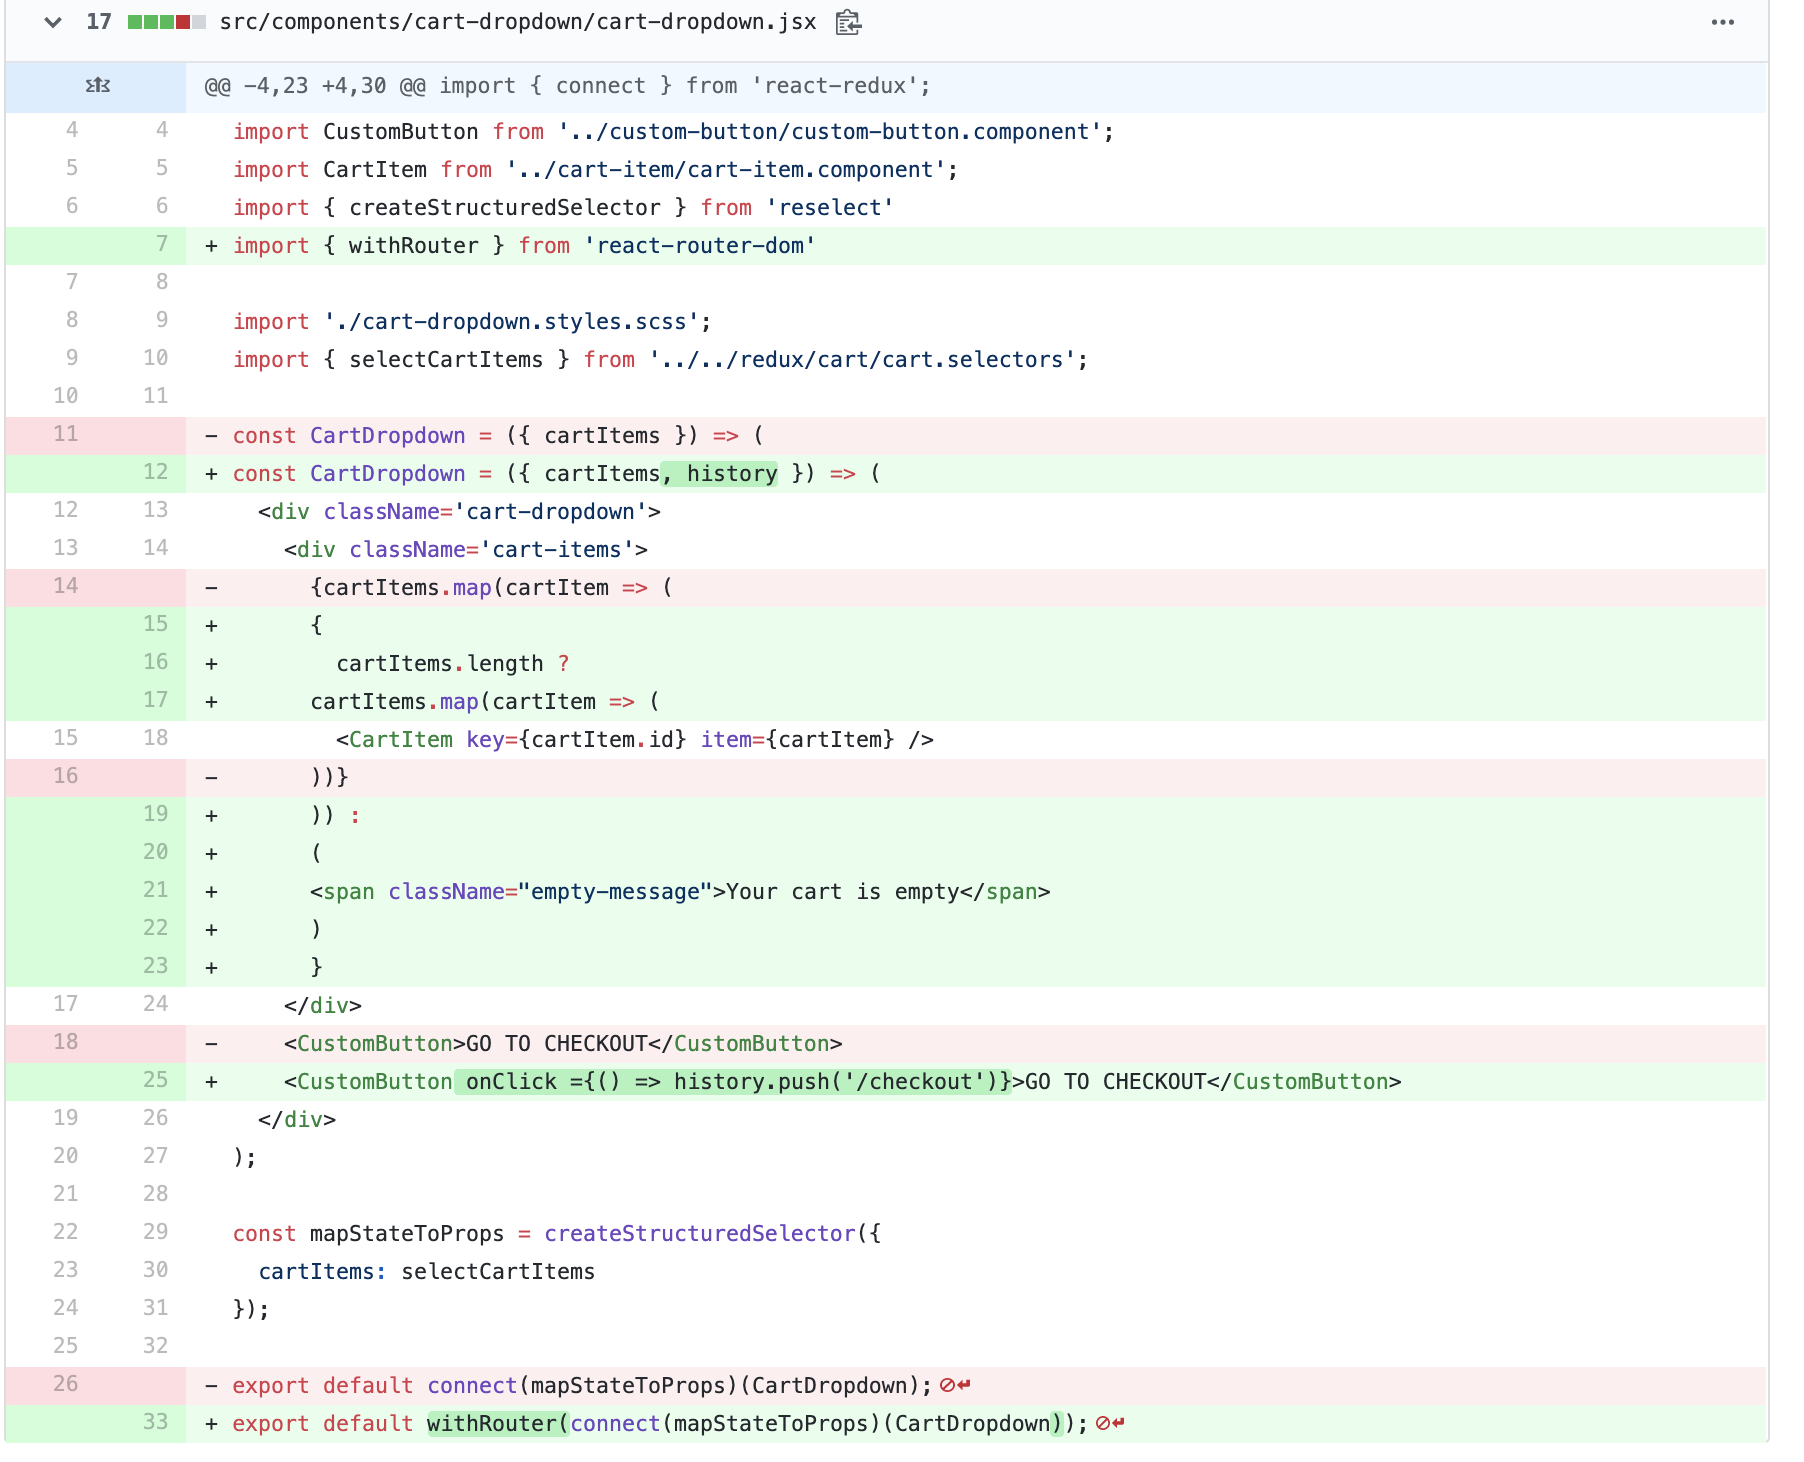 17 src/components/cart-dropdown/cart-dropdown.jsx
@@ -4,23 +4,30 @@ import { connect } from 'react-redux';
4 4 import CustomButton from '../custom-button/custom-button.component';
5 5 import CartItem from '../cart-item/cart-item.component';
6 6 import { createStructuredSelector } from 'reselect'
7 + import { withRouter } from 'react-router-dom'
7 8
8 9 import './cart-dropdown.styles.scss';
9 10 import { selectCartItems } from '../../redux/cart/cart.selectors';
10 11
11 - const CartDropdown = ({ cartItems }) => (
12 + const CartDropdown = ({ cartItems, history }) => (
12 13 <div className='cart-dropdown'>
13 14 <div className='cart-items'>
14 - {cartItems.map(cartItem => (
15 + {
16 + cartItems.length ?
17 + cartItems.map(cartItem => (
15 18 <CartItem key={cartItem.id} item={cartItem} />
16 - ))}
19 + )) :
20 + (
21 + <span className="empty-message">Your cart is empty</span>
22 + )
23 + }
17 24 </div>
18 - <CustomButton>GO TO CHECKOUT</CustomButton>
25 + <CustomButton onClick ={() => history.push('/checkout')}>GO TO CHECKOUT</CustomButton>
19 26 </div>
20 27 );
21 28
22 29 const mapStateToProps = createStructuredSelector({
23 30 cartItems: selectCartItems
24 31 });
25 32
26 - export default connect(mapStateToProps)(CartDropdown);
33 + export default withRouter(connect(mapStateToProps)(CartDropdown));